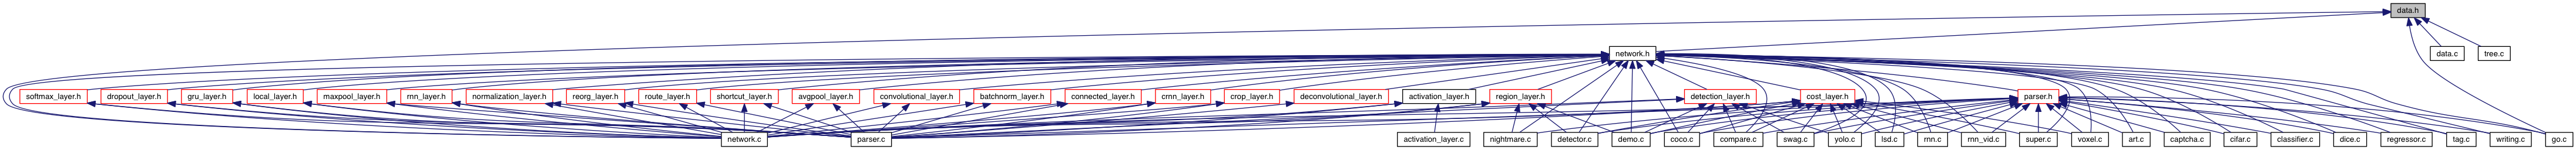 data.h
network.h
data.c
tree.c
softmax_layer.h
dropout_layer.h
gru_layer.h
local_layer.h
maxpool_layer.h
rnn_layer.h
normalization_layer.h
reorg_layer.h
route_layer.h
shortcut_layer.h
avgpool_layer.h
convolutional_layer.h
batchnorm_layer.h
connected_layer.h
crnn_layer.h
crop_layer.h
deconvolutional_layer.h
activation_layer.h
region_layer.h
detection_layer.h
cost_layer.h
parser.h
network.c
parser.c
activation_layer.c
nightmare.c
detector.c
demo.c
coco.c
compare.c
swag.c
yolo.c
lsd.c
rnn.c
rnn_vid.c
super.c
voxel.c
art.c
captcha.c
cifar.c
classifier.c
dice.c
regressor.c
tag.c
writing.c
go.c